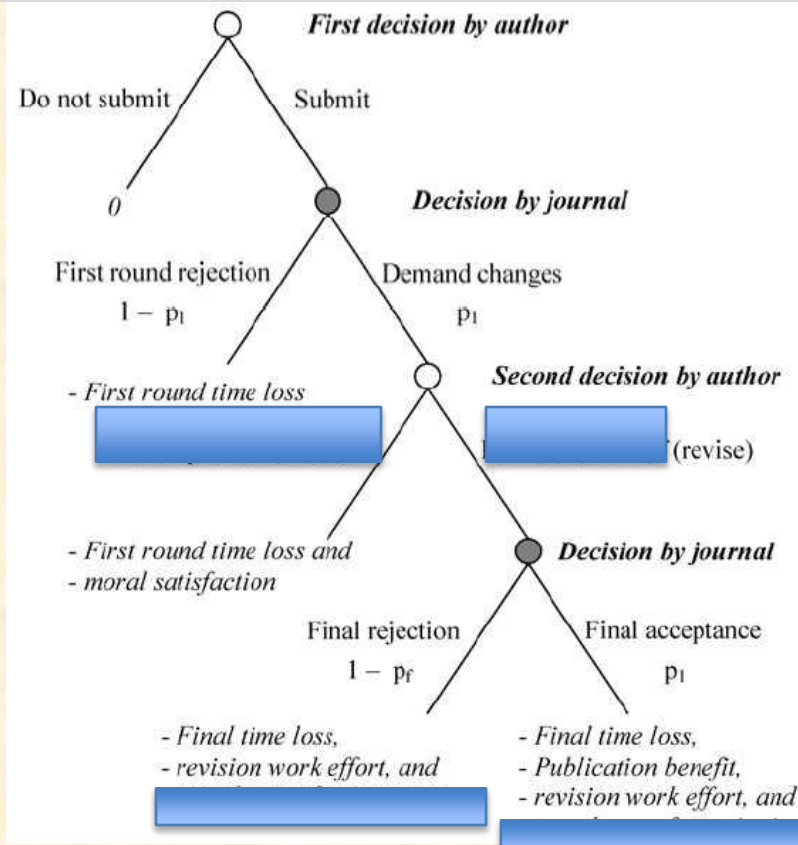 First decision by author
Do not submit
Submit
0
Decision by journal
First round rejection
Demand changes
1 – p1
p1
- First round time loss
Second decision by author
(revise)
- First round time loss and
- moral satisfaction
Decision by journal
Final rejection
Final acceptance
1 – pf
p1
- Final time loss,
- revision work effort, and
- Final time loss,
- Publication benefit,
- revision work effort, and